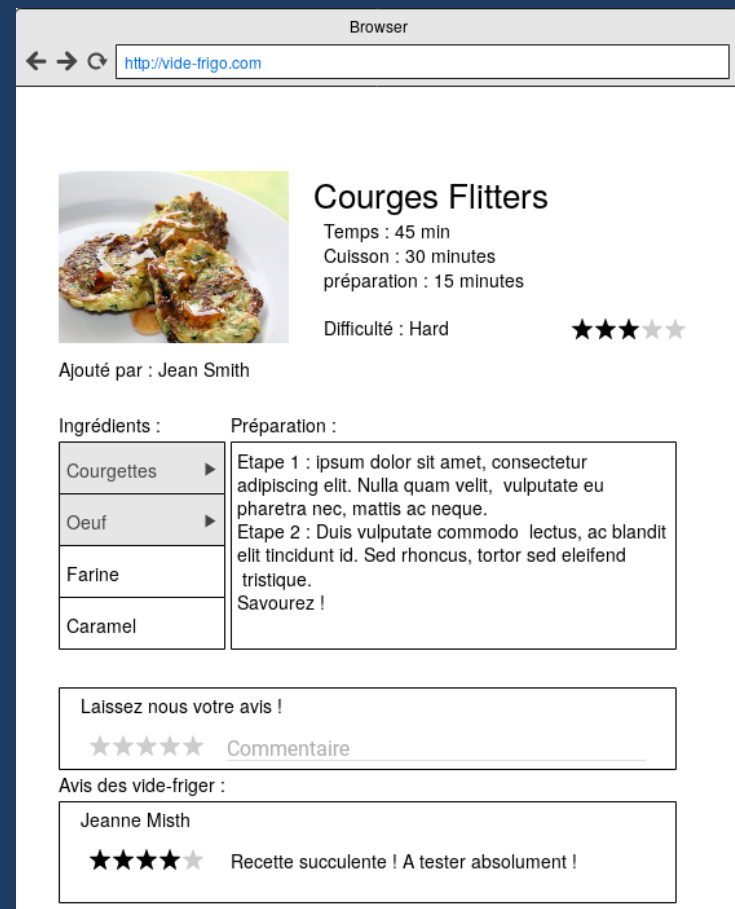 Browser
http://vide-frigo.com
Courges Flitters
Temps : 45 min
Cuisson : 30 minutes
préparation : 15 minutes
Difficulté : Hard
Ajouté par : Jean Smith
Ingrédients :
Courgettes
Oeuf
Farine
Caramel
Préparation :
Etape 1 : ipsum dolor sit amet, consectetur
adipiscing elit. Nulla quam velit,  vulputate eu
pharetra nec, mattis ac neque.
Etape 2 : Duis vulputate commodo  lectus, ac blandit
elit tincidunt id. Sed rhoncus, tortor sed eleifend
tristique.
Savourez !
Laissez nous votre avis !
Commentaire
Avis des vide-friger :
Jeanne Misth
Recette succulente ! A tester absolument !